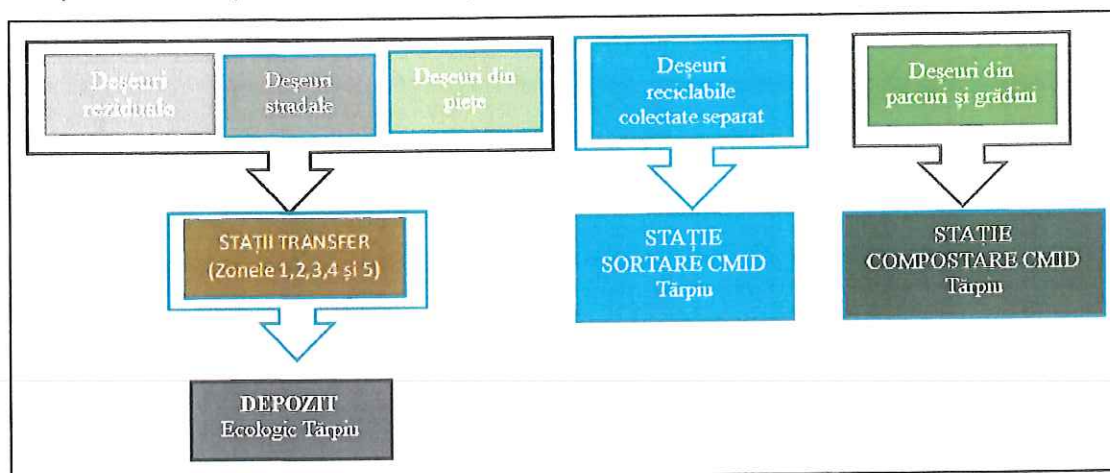 Deșeuri
reziduale
Deșeuri
stradale
Deșeuri din
piețe
Deșeuri
reciclabile
colectate separat
Deșeuri din
parcuri și grădini
STAȚII TRANSFER
(Zonele 1,2,3,4 și 5)
STAȚIE
SORTARE CMID
Tărpiu
STAȚIE
COMPOSTARE CMID
Tărpiu
DEPOZIT
Ecologic Tărpiu